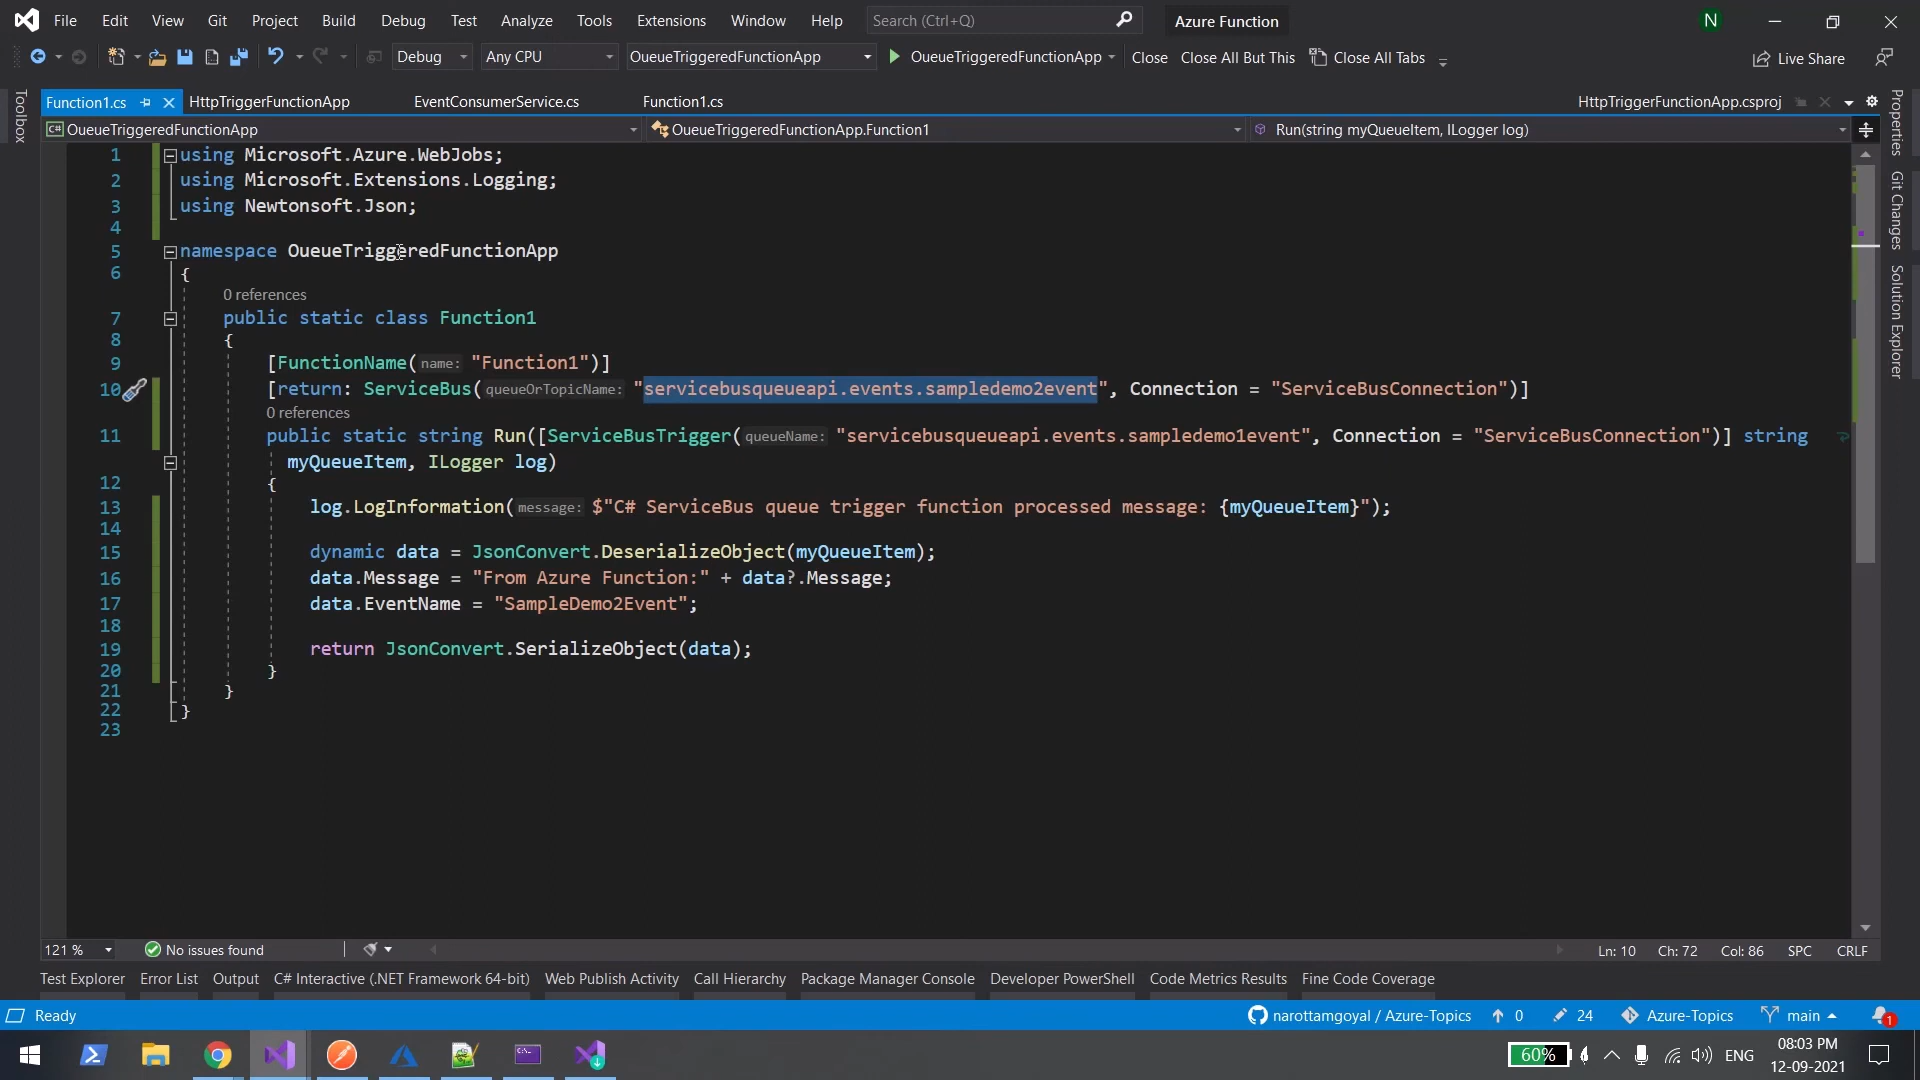 File Edit View Git Project Build Debug Test Analyze Tools Extensions Window Help Search (Ctrl+Q) Azure Function N
Debug Any CPU OueueTriggeredFunctionApp OueueTriggeredFunctionApp Close Close All But This Close All Tabs Live Share
Toolbox
Function1.cs HttpTriggerFunctionApp EventConsumerService.cs Function1.cs HttpTriggerFunctionApp.csproj
C# OueueTriggeredFunctionApp OueueTriggeredFunctionApp.Function1 Run(string myQueueItem, ILogger log)
1 using Microsoft.Azure.WebJobs;
2 using Microsoft.Extensions.Logging;
3 using Newtonsoft.Json;
4
5 namespace OueueTriggeredFunctionApp
6 {
0 references
7 public static class Function1
8 {
9 [FunctionName(name: "Function1")]
10 [return: ServiceBus(queueOrTopicName: "servicebusqueueapi.events.sampledemo2event", Connection = "ServiceBusConnection")]
0 references
11 public static string Run([ServiceBusTrigger(queueName: "servicebusqueueapi.events.sampledemo1event", Connection = "ServiceBusConnection")] string
myQueueItem, ILogger log)
12 {
13 log.LogInformation(message: $"C# ServiceBus queue trigger function processed message: {myQueueItem}");
14
15 dynamic data = JsonConvert.DeserializeObject(myQueueItem);
16 data.Message = "From Azure Function:" + data?.Message;
17 data.EventName = "SampleDemo2Event";
18
19 return JsonConvert.SerializeObject(data);
20 }
21 }
22 }
23
Properties
Git Changes
Solution Explorer
121 % No issues found Ln: 10 Ch: 72 Col: 86 SPC CRLF
Test Explorer Error List Output C# Interactive (.NET Framework 64-bit) Web Publish Activity Call Hierarchy Package Manager Console Developer PowerShell Code Metrics Results Fine Code Coverage
Ready narottamgoyal / Azure-Topics 0 24 Azure-Topics main 1
60% ENG 08:03 PM
12-09-2021